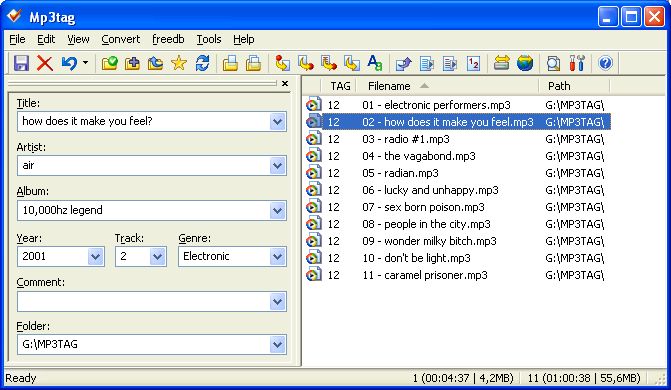 Mp3tag
File Edit View Convert freedb Tools Help
Title:
how does it make you feel?
Artist:
air
Album:
10,000hz legend
Year: Track: Genre:
2001 2 Electronic
Comment:
Folder:
G:\MP3TAG
TAG Filename Path
12 01 - electronic performers.mp3 G:\MP3TAG\
12 02 - how does it make you feel.mp3 G:\MP3TAG\
12 03 - radio #1.mp3 G:\MP3TAG\
12 04 - the vagabond.mp3 G:\MP3TAG\
12 05 - radian.mp3 G:\MP3TAG\
12 06 - lucky and unhappy.mp3 G:\MP3TAG\
12 07 - sex born poison.mp3 G:\MP3TAG\
12 08 - people in the city.mp3 G:\MP3TAG\
12 09 - wonder milky bitch.mp3 G:\MP3TAG\
12 10 - don't be light.mp3 G:\MP3TAG\
12 11 - caramel prisoner.mp3 G:\MP3TAG\
Ready 1 (00:04:37 | 4,2MB) 11 (01:00:38 | 55,6MB)